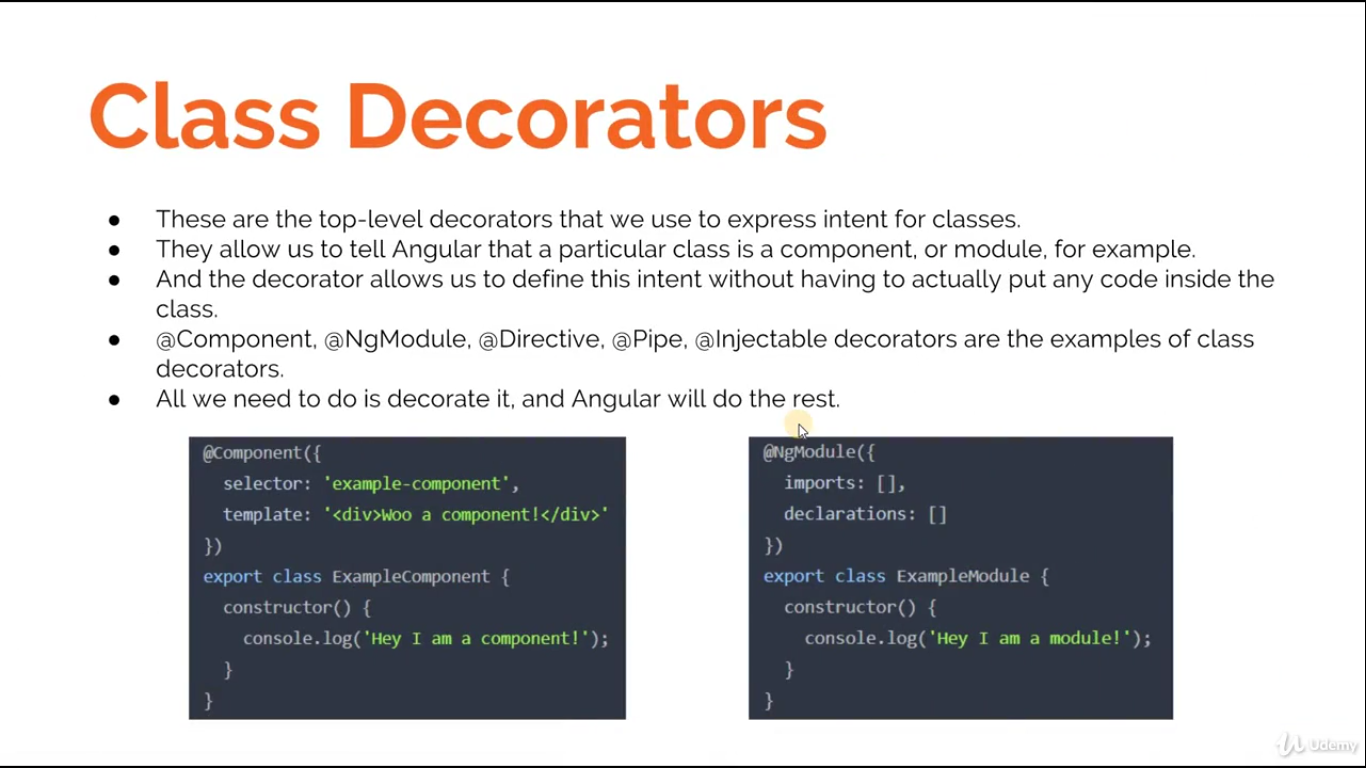 Class Decorators
● These are the top-level decorators that we use to express intent for classes.
● They allow us to tell Angular that a particular class is a component, or module, for example.
● And the decorator allows us to define this intent without having to actually put any code inside the
class.
● @Component, @NgModule, @Directive, @Pipe, @Injectable decorators are the examples of class
decorators.
● All we need to do is decorate it, and Angular will do the rest.
@Component({
  selector: 'example-component',
  template: '<div>Woo a component!</div>'
})
export class ExampleComponent {
  constructor() {
    console.log('Hey I am a component!');
  }
}
@NgModule({
  imports: [],
  declarations: []
})
export class ExampleModule {
  constructor() {
    console.log('Hey I am a module!');
  }
}
Udemy